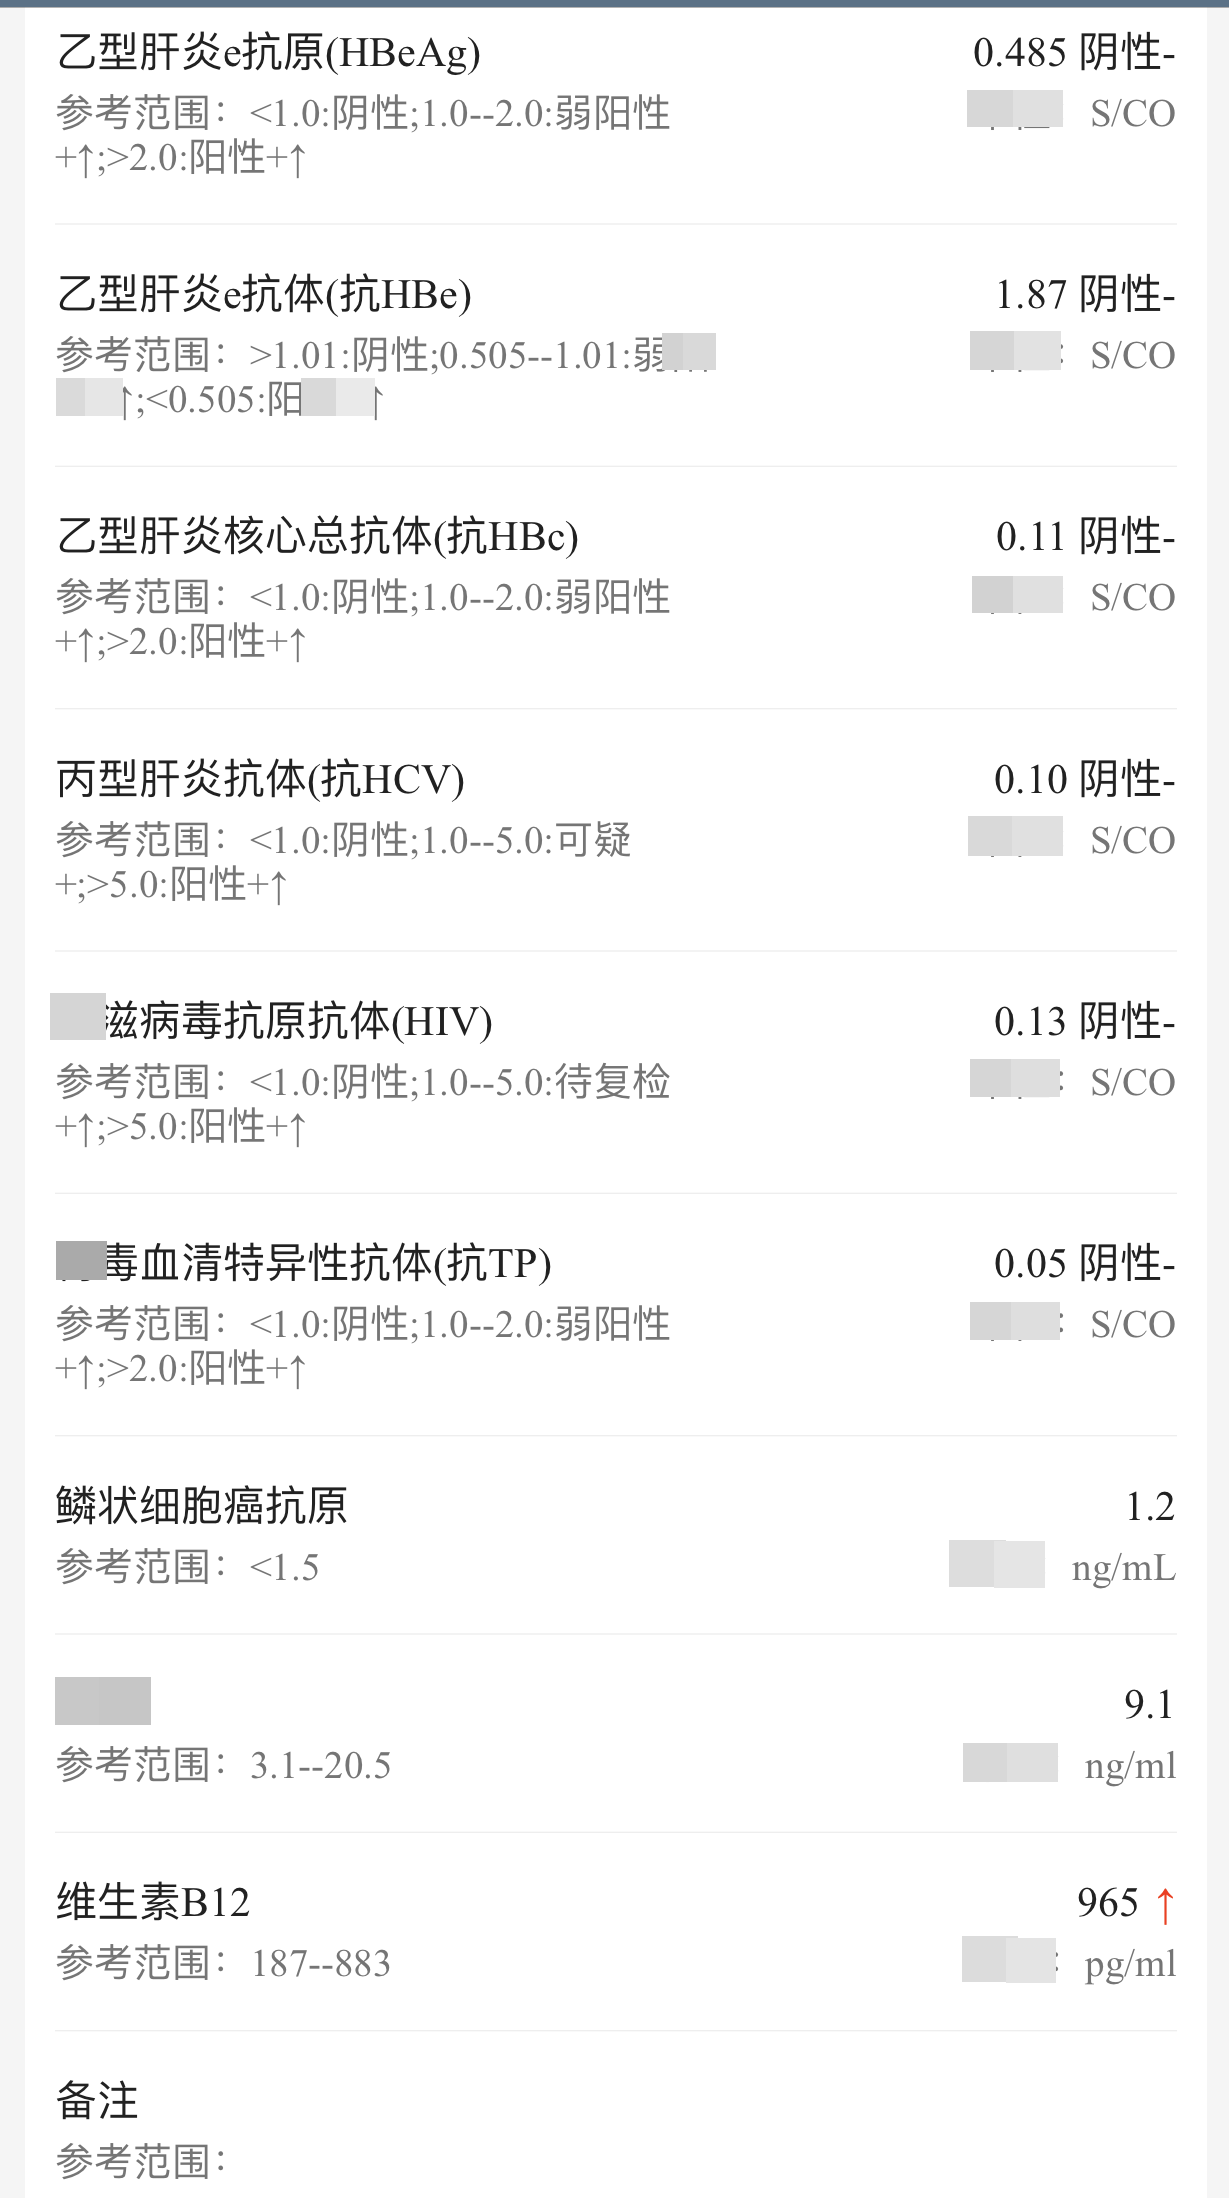 乙型肝炎e抗原(HBeAg) 0.485 阴性-
参考范围：<1.0:阴性;1.0--2.0:弱阳性 S/CO
+↑;>2.0:阳性+↑
乙型肝炎e抗体(抗HBe) 1.87 阴性-
参考范围：>1.01:阴性;0.505--1.01:弱 S/CO
↑;<0.505:阳 ↑
乙型肝炎核心总抗体(抗HBc) 0.11 阴性-
参考范围：<1.0:阴性;1.0--2.0:弱阳性 S/CO
+↑;>2.0:阳性+↑
丙型肝炎抗体(抗HCV) 0.10 阴性-
参考范围：<1.0:阴性;1.0--5.0:可疑 S/CO
+;>5.0:阳性+↑
滋病毒抗原抗体(HIV) 0.13 阴性-
参考范围：<1.0:阴性;1.0--5.0:待复检 S/CO
+↑;>5.0:阳性+↑
毒血清特异性抗体(抗TP) 0.05 阴性-
参考范围：<1.0:阴性;1.0--2.0:弱阳性 S/CO
+↑;>2.0:阳性+↑
鳞状细胞癌抗原 1.2
参考范围：<1.5 ng/mL
9.1
参考范围：3.1--20.5 ng/ml
维生素B12 965 ↑
参考范围：187--883 pg/ml
备注
参考范围：